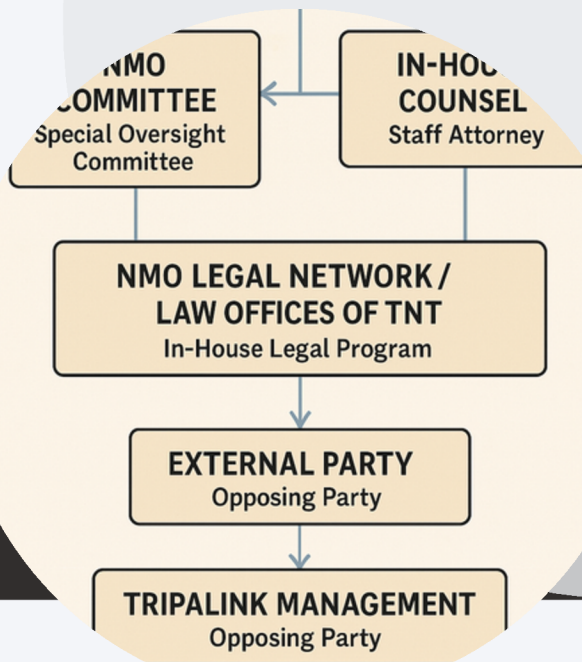 NMO
COMMITTEE
Special Oversight
Committee
COUNSEL
Staff Attorney
NMO LEGAL NETWORK /
LAW OFFICES OF TNT
In-House Legal Program
EXTERNAL PARTY
Opposing Party
TRIPALINK MANAGEMENT
Opposing Party